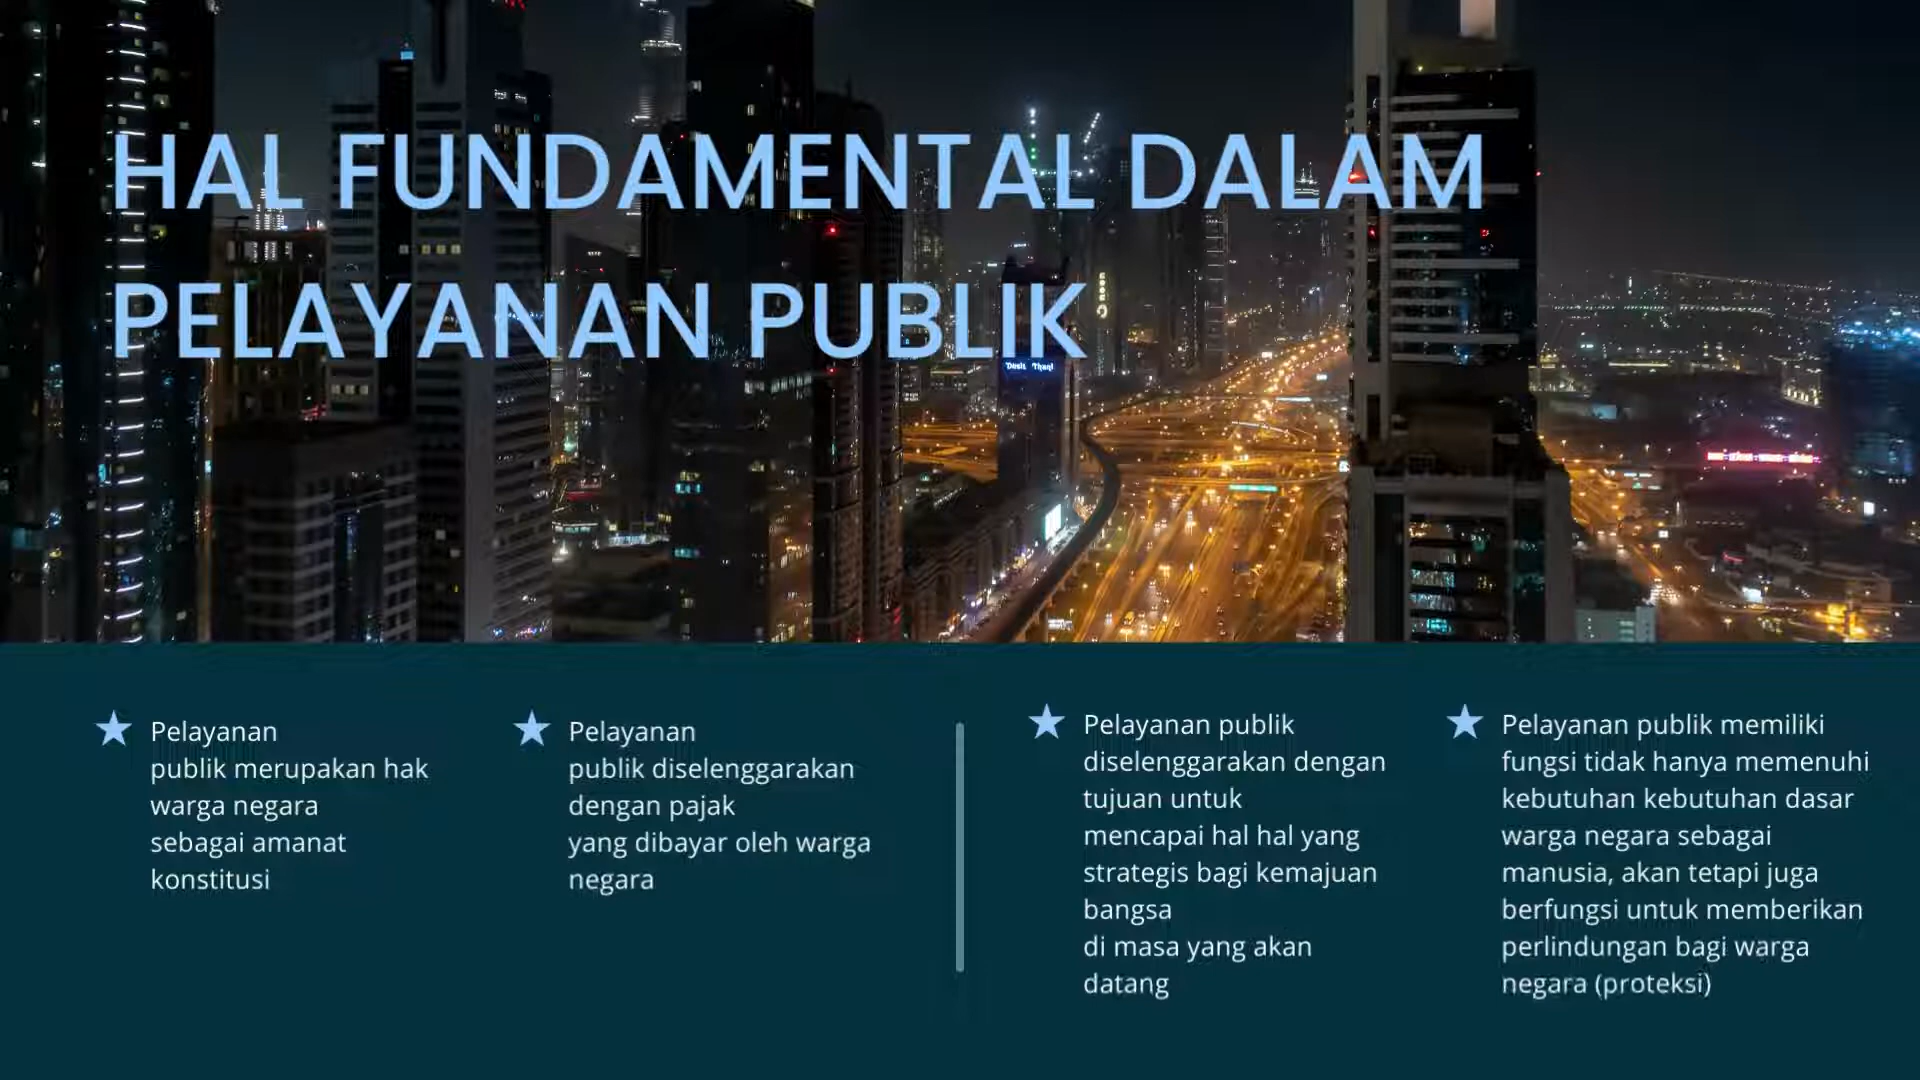 HAL FUNDAMENTAL DALAM
PELAYANAN PUBLIK
Dusit Thani
Pelayanan
publik merupakan hak
warga negara
sebagai amanat
konstitusi
Pelayanan
publik diselenggarakan
dengan pajak
yang dibayar oleh warga
negara
Pelayanan publik
diselenggarakan dengan
tujuan untuk
mencapai hal hal yang
strategis bagi kemajuan
bangsa
di masa yang akan
datang
Pelayanan publik memiliki
fungsi tidak hanya memenuhi
kebutuhan kebutuhan dasar
warga negara sebagai
manusia, akan tetapi juga
berfungsi untuk memberikan
perlindungan bagi warga
negara (proteksi)